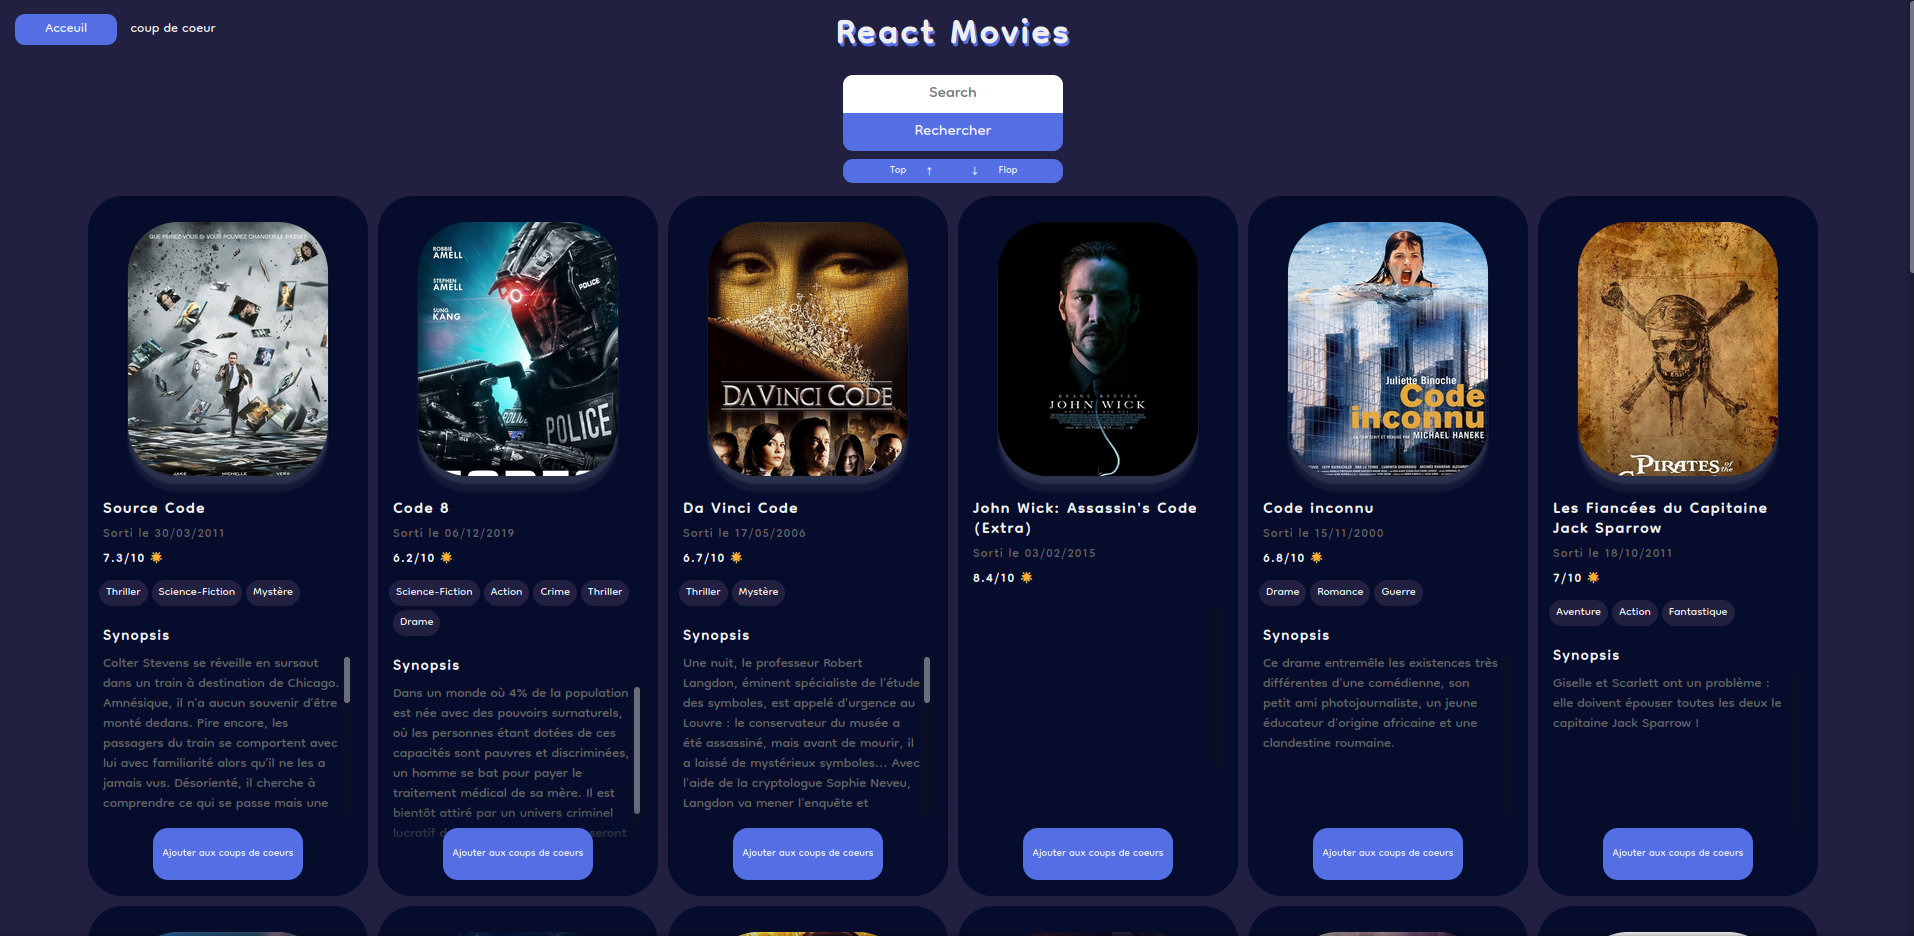 Acceuil
coup de coeur
React Movies
Search
Rechercher
Top ↑ ↓ Flop
QUE FERIEZ-VOUS SI VOUS POUVIEZ CHANGER LE PASSÉ?
JAKE MICHELLE VERA
Source Code
Sorti le 30/03/2011
7.3/10
Thriller Science-Fiction Mystère
Synopsis
Colter Stevens se réveille en sursaut
dans un train à destination de Chicago.
Amnésique, il n'a aucun souvenir d'être
monté dedans. Pire encore, les
passagers du train se comportent avec
lui avec familiarité alors qu'il ne les a
jamais vus. Désorienté, il cherche à
comprendre ce qui se passe mais une
Ajouter aux coups de coeurs
ROBBIE
AMELL
STEPHEN
AMELL
SUNG
KANG
POLICE
POLICE
Code 8
Sorti le 06/12/2019
6.2/10
Science-Fiction Action Crime Thriller
Drame
Synopsis
Dans un monde où 4% de la population
est née avec des pouvoirs surnaturels,
où les personnes étant dotées de ces
capacités sont pauvres et discriminées,
un homme se bat pour payer le
traitement médical de sa mère. Il est
bientôt attiré par un univers criminel
lucratif seront
Ajouter aux coups de coeurs
DA VINCI CODE
Da Vinci Code
Sorti le 17/05/2006
6.7/10
Thriller Mystère
Synopsis
Une nuit, le professeur Robert
Langdon, éminent spécialiste de l'étude
des symboles, est appelé d'urgence au
Louvre : le conservateur du musée a
été assassiné, mais avant de mourir, il
a laissé de mystérieux symboles... Avec
l'aide de la cryptologue Sophie Neveu,
Langdon va mener l'enquête et
Ajouter aux coups de coeurs
KEANU REEVES
JOHN WICK
John Wick: Assassin's Code
(Extra)
Sorti le 03/02/2015
8.4/10
Ajouter aux coups de coeurs
Juliette Binoche
Code
inconnu
UN FILM ÉCRIT ET RÉALISÉ PAR MICHAEL HANEKE
Code inconnu
Sorti le 15/11/2000
6.8/10
Drame Romance Guerre
Synopsis
Ce drame entremêle les existences très
différentes d'une comédienne, son
petit ami photojournaliste, un jeune
éducateur d'origine africaine et une
clandestine roumaine.
Ajouter aux coups de coeurs
PIRATES of the
Les Fiancées du Capitaine
Jack Sparrow
Sorti le 18/10/2011
7/10
Aventure Action Fantastique
Synopsis
Giselle et Scarlett ont un problème :
elle doivent épouser toutes les deux le
capitaine Jack Sparrow !
Ajouter aux coups de coeurs